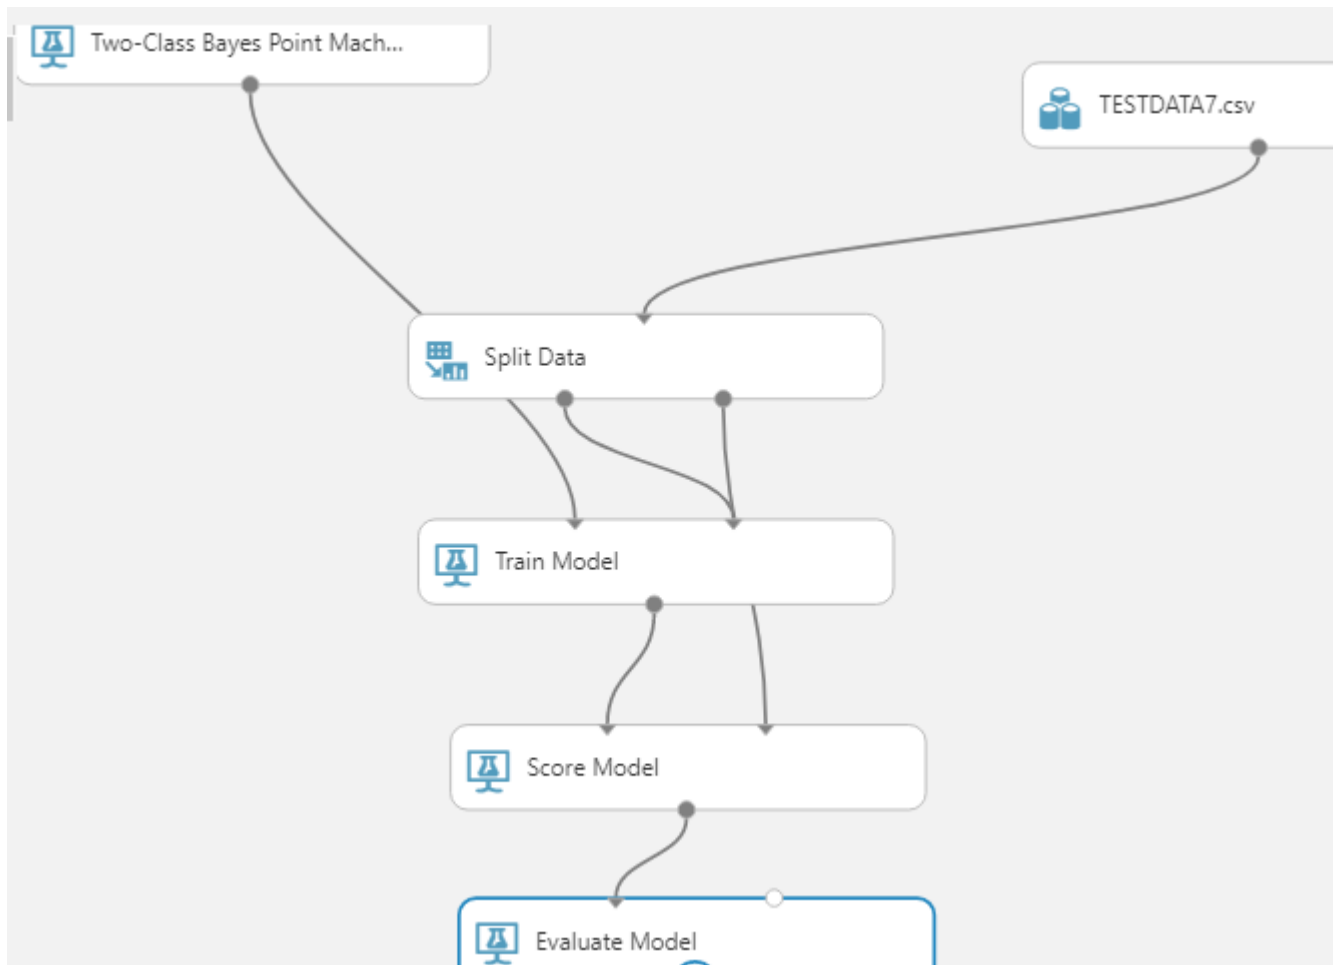 Two-Class Bayes Point Mach...
TESTDATA7.csv
Split Data
Train Model
Score Model
Evaluate Model